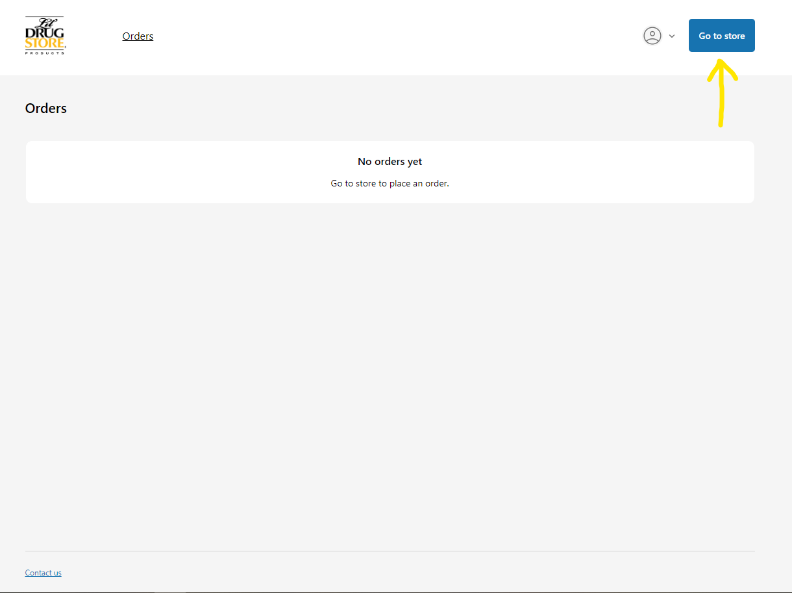 Lil'
DRUG
STORE.
PRODUCTS
Orders
Go to store
Orders
No orders yet
Go to store to place an order.
Contact us